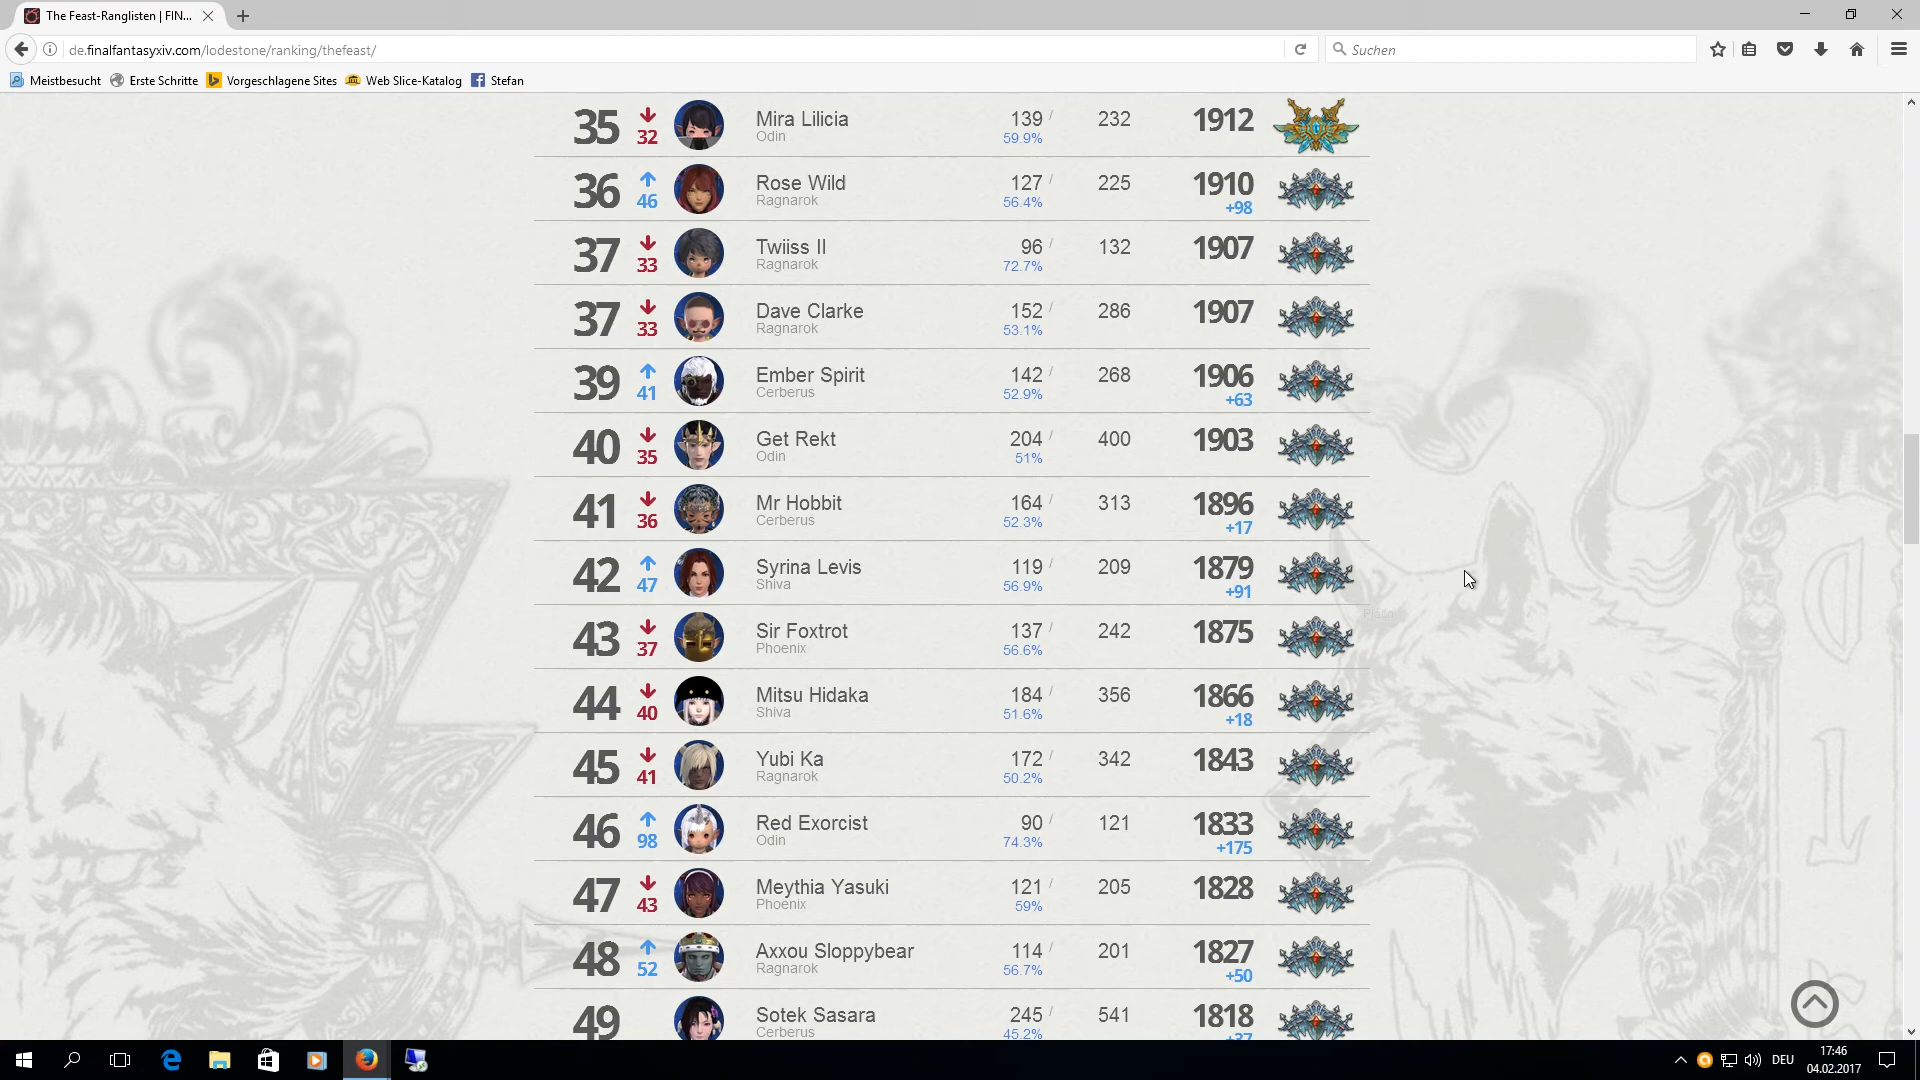 The Feast-Ranglisten | FIN...
de.finalfantasyxiv.com/lodestone/ranking/thefeast/
Suchen
Meistbesucht Erste Schritte Vorgeschlagene Sites Web Slice-Katalog Stefan
35 32 Mira Lilicia 139 / 232 1912
Odin 59.9%
36 46 Rose Wild 127 / 225 1910
Ragnarok 56.4% +98
37 33 Twiiss II 96 / 132 1907
Ragnarok 72.7%
37 33 Dave Clarke 152 / 286 1907
Ragnarok 53.1%
39 41 Ember Spirit 142 / 268 1906
Cerberus 52.9% +63
40 35 Get Rekt 204 / 400 1903
Odin 51%
41 36 Mr Hobbit 164 / 313 1896
Cerberus 52.3% +17
42 47 Syrina Levis 119 / 209 1879
Shiva 56.9% +91
43 37 Sir Foxtrot 137 / 242 1875
Phoenix 56.6%
44 40 Mitsu Hidaka 184 / 356 1866
Shiva 51.6% +18
45 41 Yubi Ka 172 / 342 1843
Ragnarok 50.2%
46 98 Red Exorcist 90 / 121 1833
Odin 74.3% +175
47 43 Meythia Yasuki 121 / 205 1828
Phoenix 59%
48 52 Axxou Sloppybear 114 / 201 1827
Ragnarok 56.7% +50
49 Sotek Sasara 245 / 541 1818
Cerberus 45.2% +37
DEU 17:46
04.02.2017